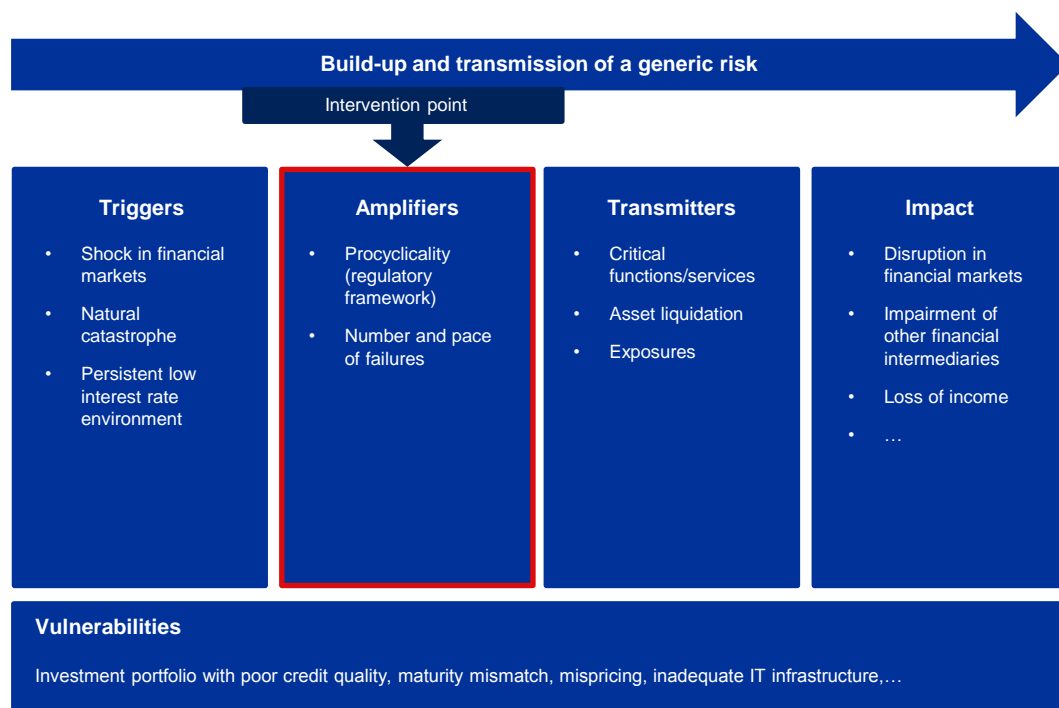 Build-up and transmission of a generic risk
Intervention point
Triggers
• Shock in financial
markets
• Natural
catastrophe
• Persistent low
interest rate
environment
Amplifiers
• Procyclicality
(regulatory
framework)
• Number and pace
of failures
Transmitters
• Critical
functions/services
• Asset liquidation
• Exposures
Impact
• Disruption in
financial markets
• Impairment of
other financial
intermediaries
• Loss of income
• …
Vulnerabilities
Investment portfolio with poor credit quality, maturity mismatch, mispricing, inadequate IT infrastructure,…